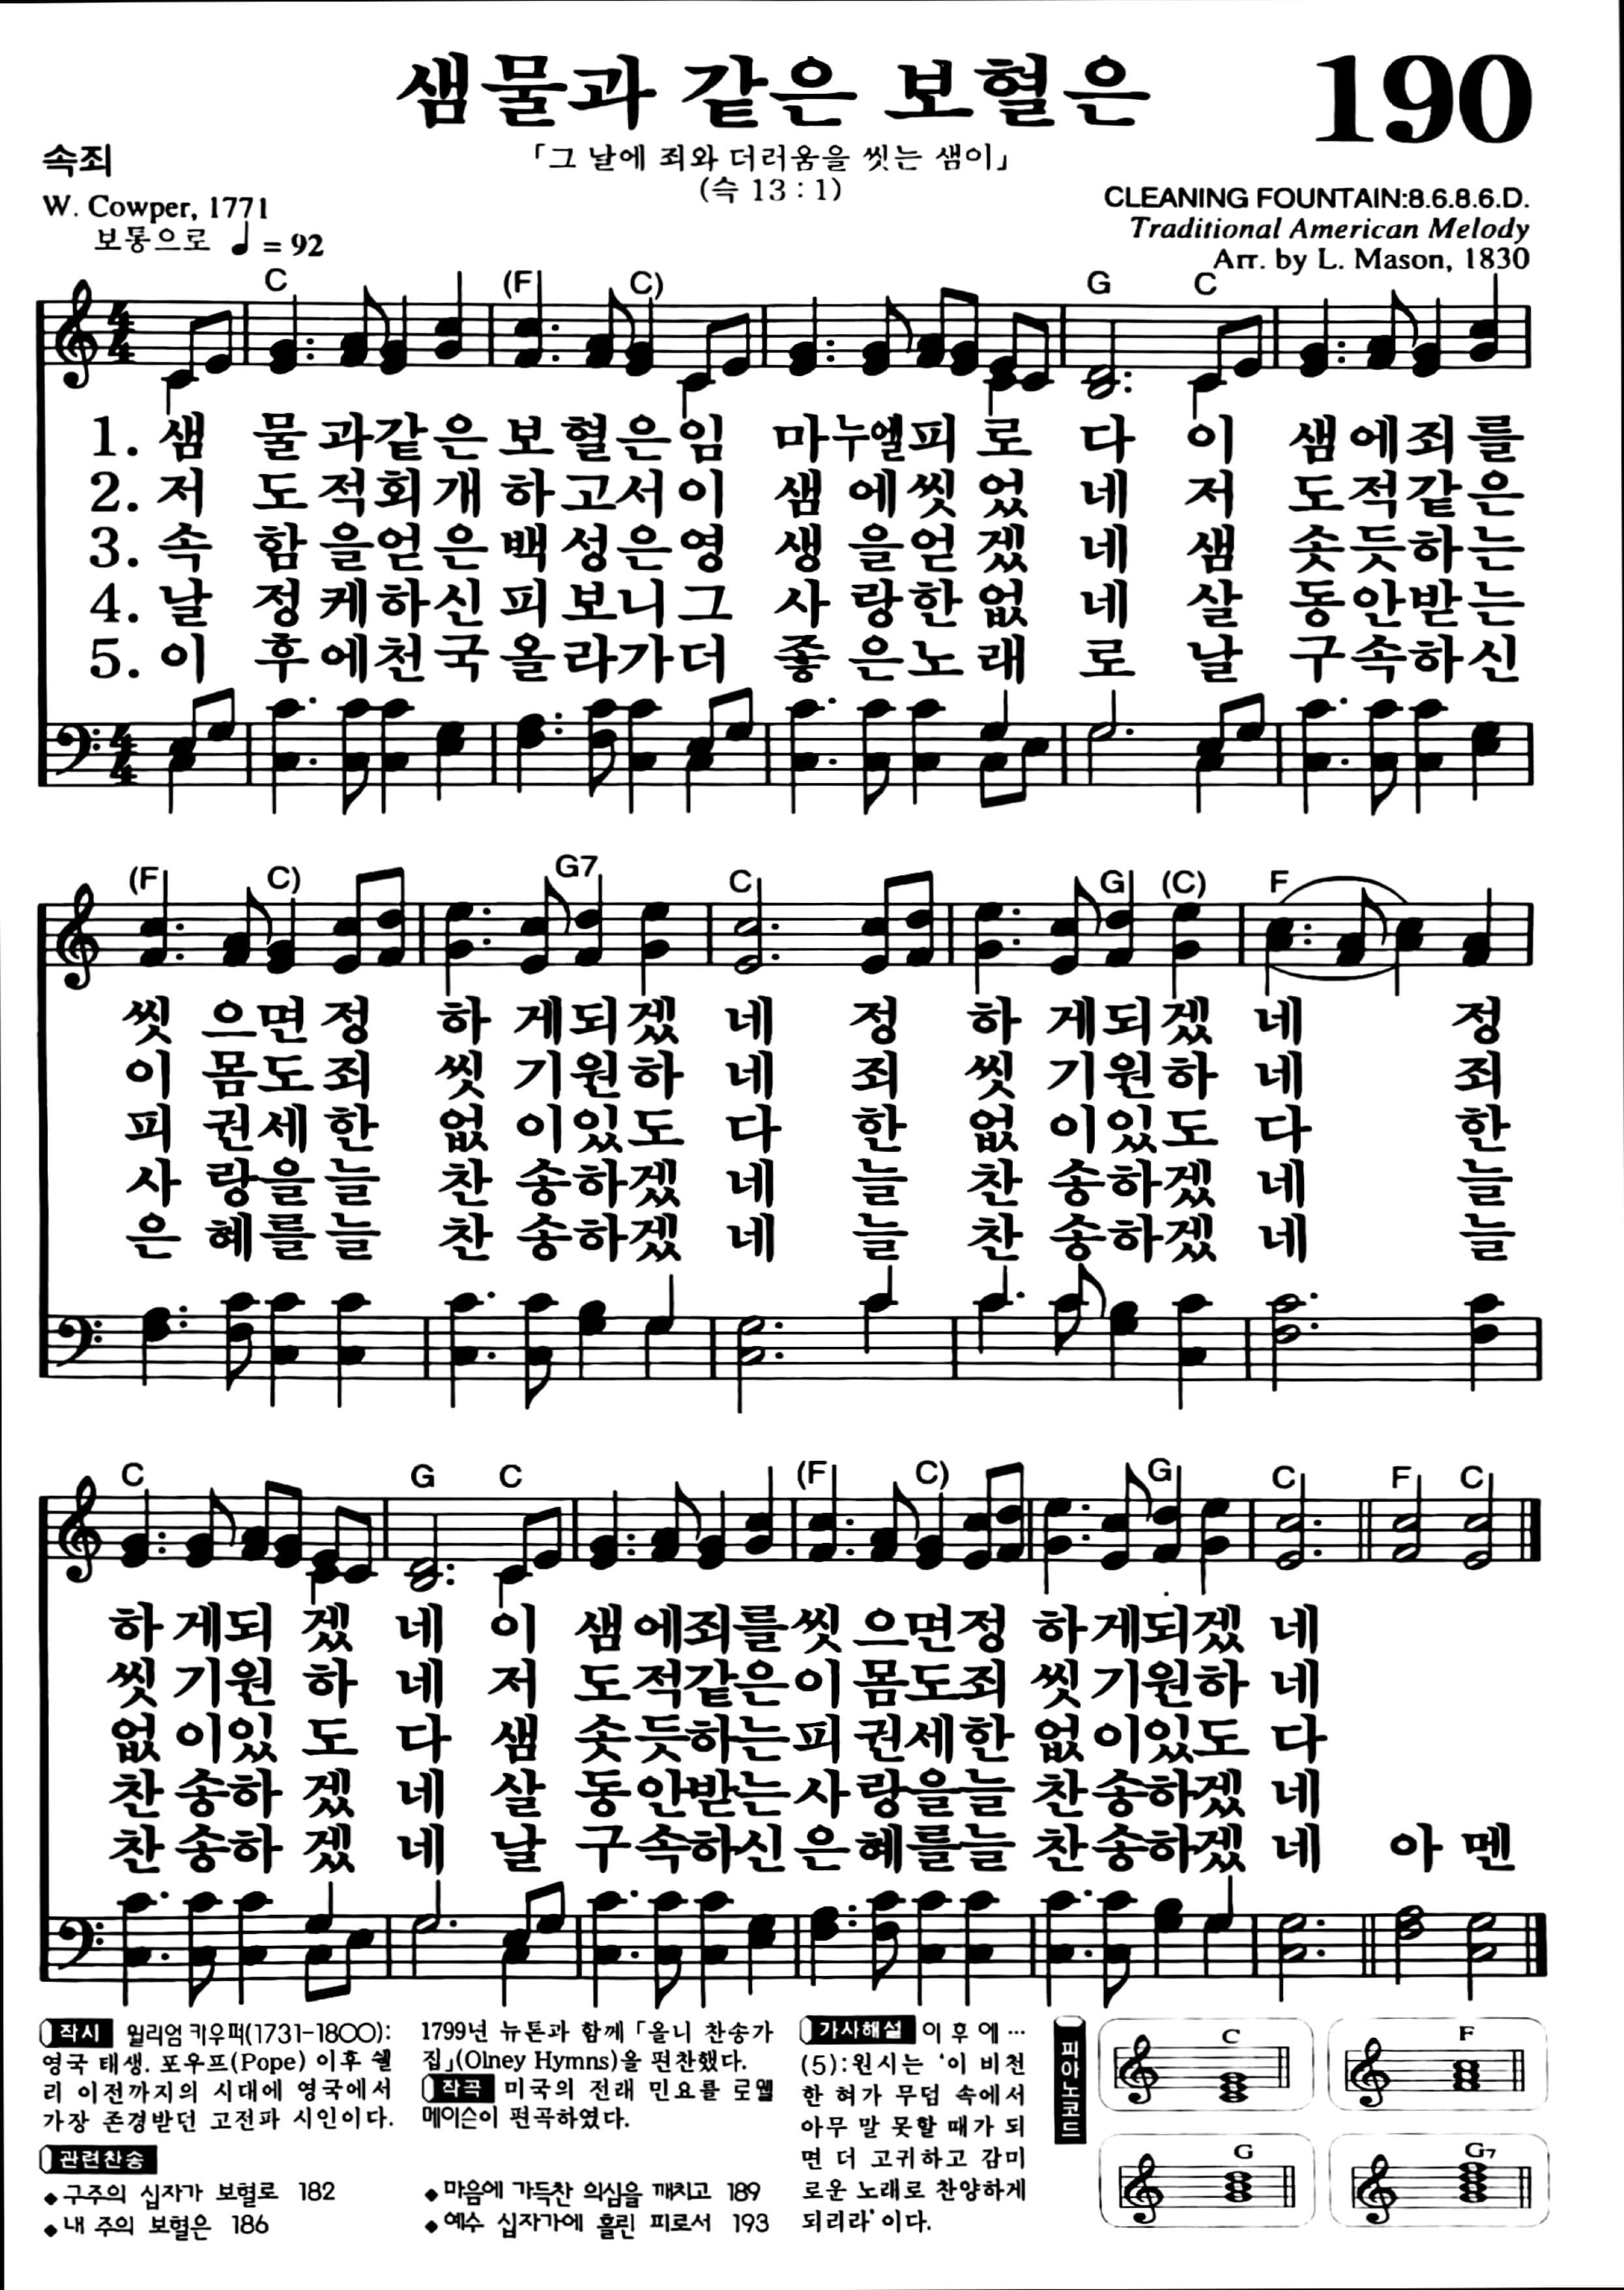 샘물과 같은 보혈은 190
속죄
「그 날에 죄와 더러움을 씻는 샘이」
(슥 13 : 1)
W. Cowper, 1771
보통으로 ♩ = 92
CLEANING FOUNTAIN:8.6.8.6.D.
Traditional American Melody
Arr. by L. Mason, 1830
C (F C) G C
1. 샘 물과같은 보혈은임 마누엘피로 다 이 샘에죄를
2. 저 도적회개 하고서이 샘에씻었 네 저 도적같은
3. 속 함을얻은 백성은영 생을얻겠 네 샘 솟듯하는
4. 날 정케하신 피보니그 사랑한없 네 살 동안받는
5. 이 후에천국 올라가더 좋은노래 로 날 구속하신
(F C) G7 C G (C) F
씻 으면정 하 게되겠 네 정 하 게되겠 네 정
이 몸도죄 씻 기원하 네 죄 씻 기원하 네 죄
피 권세한 없 이있도 다 한 없 이있도 다 한
사 랑을늘 찬 송하겠 네 늘 찬 송하겠 네 늘
은 혜를늘 찬 송하겠 네 늘 찬 송하겠 네 늘
C G C (F C) G C F C
하 게되 겠 네 이 샘에죄를씻 으면정 하게되겠 네
씻 기원 하 네 저 도적같은이 몸도죄 씻기원하 네
없 이있 도 다 샘 솟듯하는피 권세한 없이있도 다
찬 송하 겠 네 살 동안받는사 랑을늘 찬송하겠 네
찬 송하 겠 네 날 구속하신은 혜를늘 찬송하겠 네 아 멘
작시 윌리엄 카우퍼(1731-1800):
영국 태생. 포우프(Pope) 이후 쉘
리 이전까지의 시대에 영국에서
가장 존경받던 고전파 시인이다.
1799년 뉴톤과 함께 「올니 찬송가
집」(Olney Hymns)을 편찬했다.
작곡 미국의 전래 민요를 로웰
메이슨이 편곡하였다.
관련찬송
◆구주의 십자가 보혈로 182
◆내 주의 보혈은 186
◆마음에 가득찬 의심을 깨치고 189
◆예수 십자가에 흘린 피로서 193
가사해설 이 후 에 …
(5):원시는 ‘이 비천
한 혀가 무덤 속에서
아무 말 못할 때가 되
면 더 고귀하고 감미
로운 노래로 찬양하게
되리라’이다.
피아노코드
C F
G G7